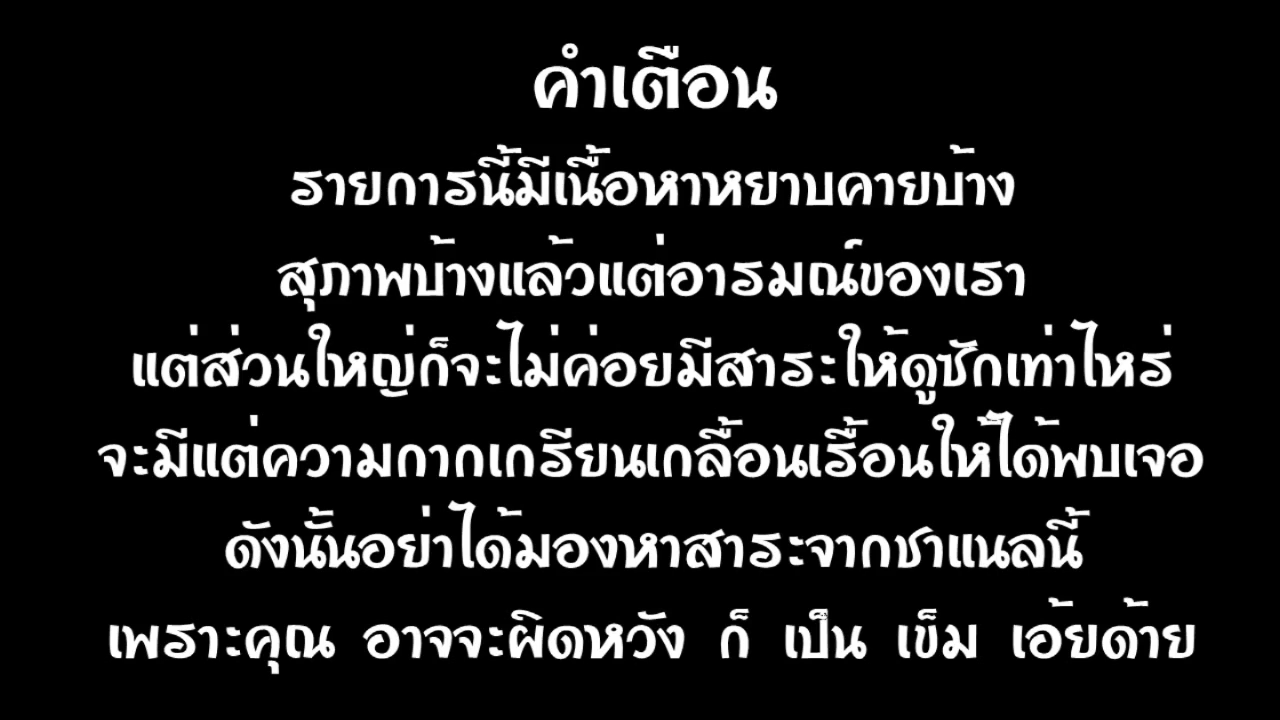 คำเตือน
รายการนี้มีเนื้อหาหยาบคายบ้าง
สุภาพบ้างแล้วแต่อารมณ์ของเรา
แต่ส่วนใหญ่ก็จะไม่ค่อยมีสาระให้ดูซักเท่าไหร่
จะมีแต่ความกากเกรียนเกลื้อนเรื้อนให้ได้พบเจอ
ดังนั้นอย่าได้มองหาสาระจากชาแนลนี้
เพราะคุณ อาจจะผิดหวัง ก็ เป็น เข็ม เอ้ยด้าย